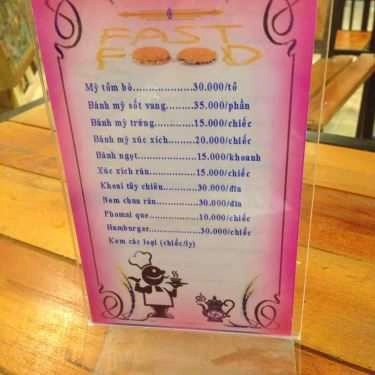 FAST
FOOD
Mỳ tôm bò....................30.000/tô
Bánh mỳ sốt vang.........35.000/phần
Bánh mỳ trứng...........15.000/chiếc
Bánh mỳ xúc xích........20.000/chiếc
Bánh ngọt..................15.000/khoanh
Xúc xích rán...............15.000/chiếc
Khoai tây chiên..........30.000/đĩa
Nem chua rán.............30.000/đĩa
Phomai que...............10.000/chiếc
Hamburger...............30.000/chiếc
Kem các loại (chiếc/ly)